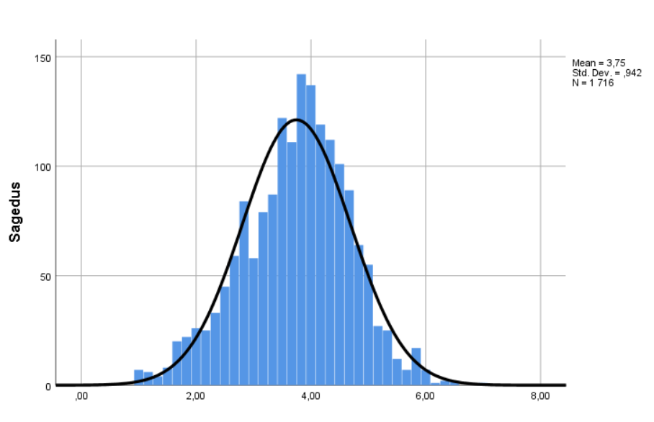 150
Mean = 3,75
Std. Dev. = ,942
N = 1 716
100
Sagedus
50
0
,00 2,00 4,00 6,00 8,00